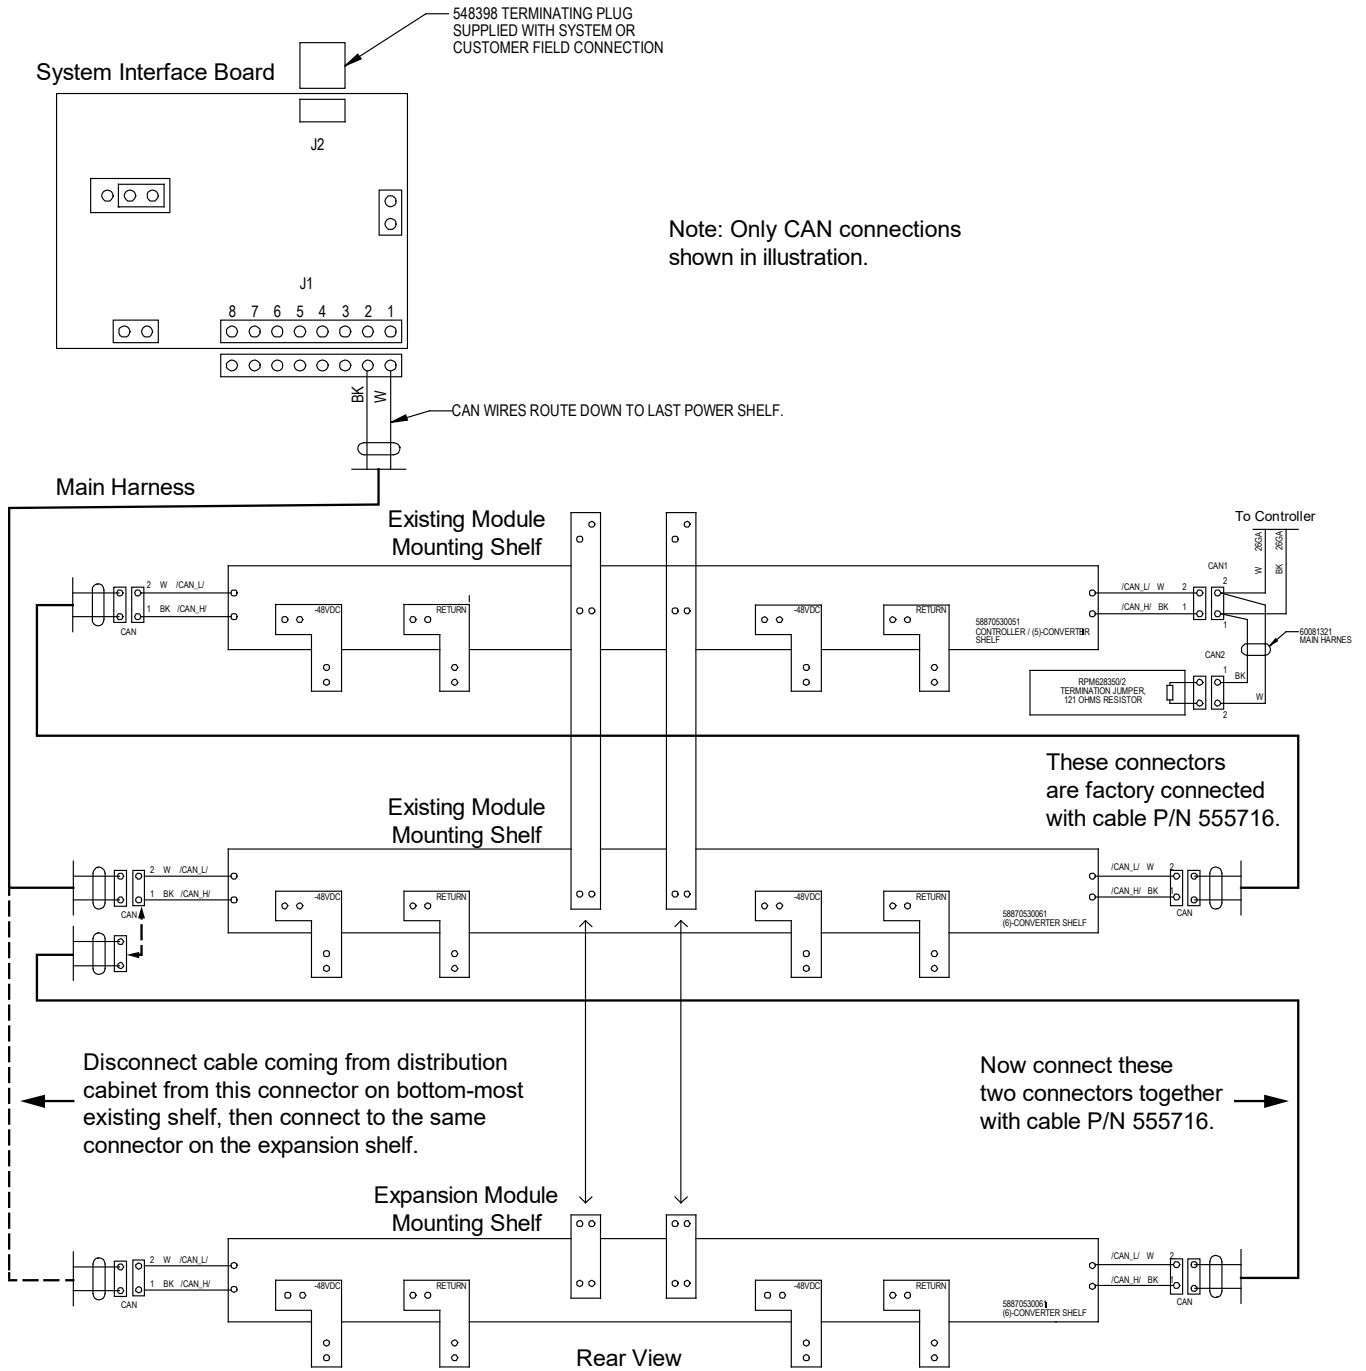 548398 TERMINATING PLUG
SUPPLIED WITH SYSTEM OR
CUSTOMER FIELD CONNECTION
System Interface Board
J2
Note: Only CAN connections
shown in illustration.
J1
8 7 6 5 4 3 2 1
BK W
CAN WIRES ROUTE DOWN TO LAST POWER SHELF.
Main Harness
Existing Module
Mounting Shelf
To Controller
W 26GA BK 26GA
CAN1
2 W /CAN_L/
1 BK /CAN_H/
CAN
-48VDC
RETURN
-48VDC
RETURN
58870530051
CONTROLLER / (5)-CONVERTER
SHELF
/CAN_L/ W 2 2
/CAN_H/ BK 1 1
60081321
MAIN HARNES
CAN2
RPM628350/2
TERMINATION JUMPER,
121 OHMS RESISTOR
1 BK
W
2
These connectors
are factory connected
with cable P/N 555716.
Existing Module
Mounting Shelf
2 W /CAN_L/
1 BK /CAN_H/
CAN
-48VDC
RETURN
-48VDC
RETURN
58870530061
(6)-CONVERTER SHELF
/CAN_L/ W 2
/CAN_H/ BK 1
CAN
Disconnect cable coming from distribution
cabinet from this connector on bottom-most
existing shelf, then connect to the same
connector on the expansion shelf.
Now connect these
two connectors together
with cable P/N 555716.
Expansion Module
Mounting Shelf
2 W /CAN_L/
1 BK /CAN_H/
CAN
-48VDC
RETURN
-48VDC
RETURN
58870530061
(6)-CONVERTER SHELF
/CAN_L/ W 2
/CAN_H/ BK 1
CAN
Rear View